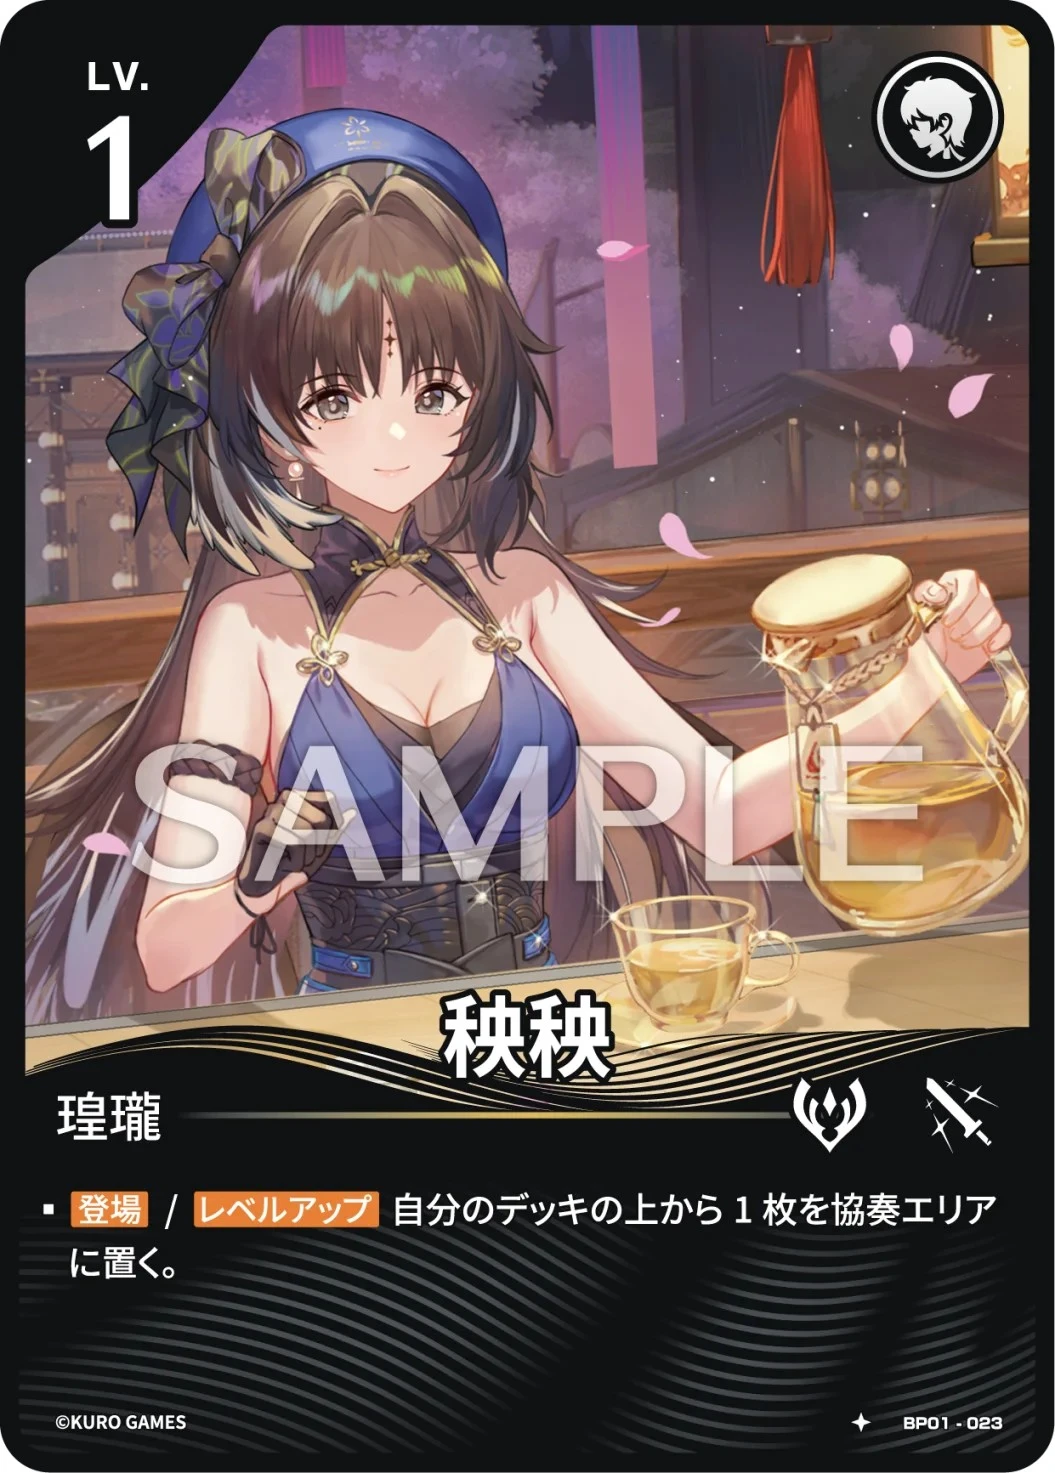 LV.
1
SAMPLE
秧秧
瑝瓏
▪ 登場 / レベルアップ 自分のデッキの上から 1 枚を協奏エリア
に置く。
©KURO GAMES
BP01 - 023